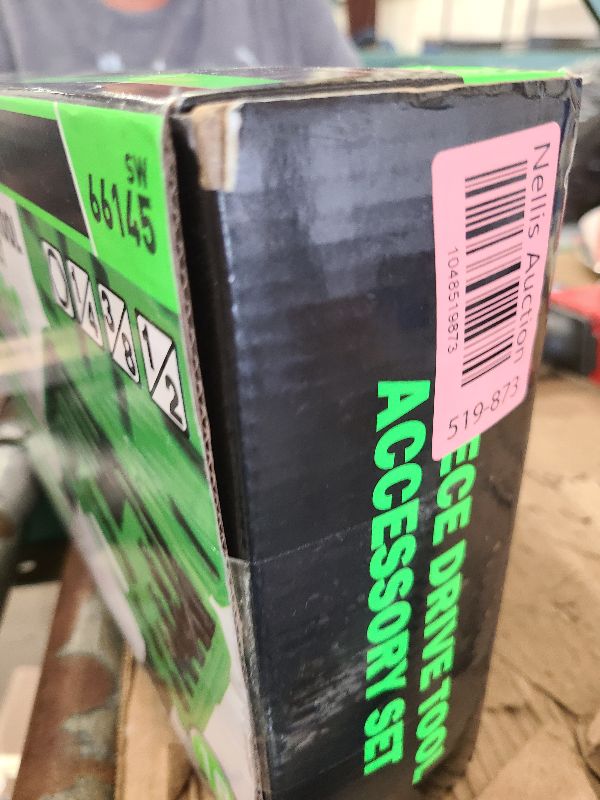 SW
66145
1/4
3/8
1/2
Nellis Auction
1048519873
519-873
ECE DRIVE TOOL
ACCESSORY SET